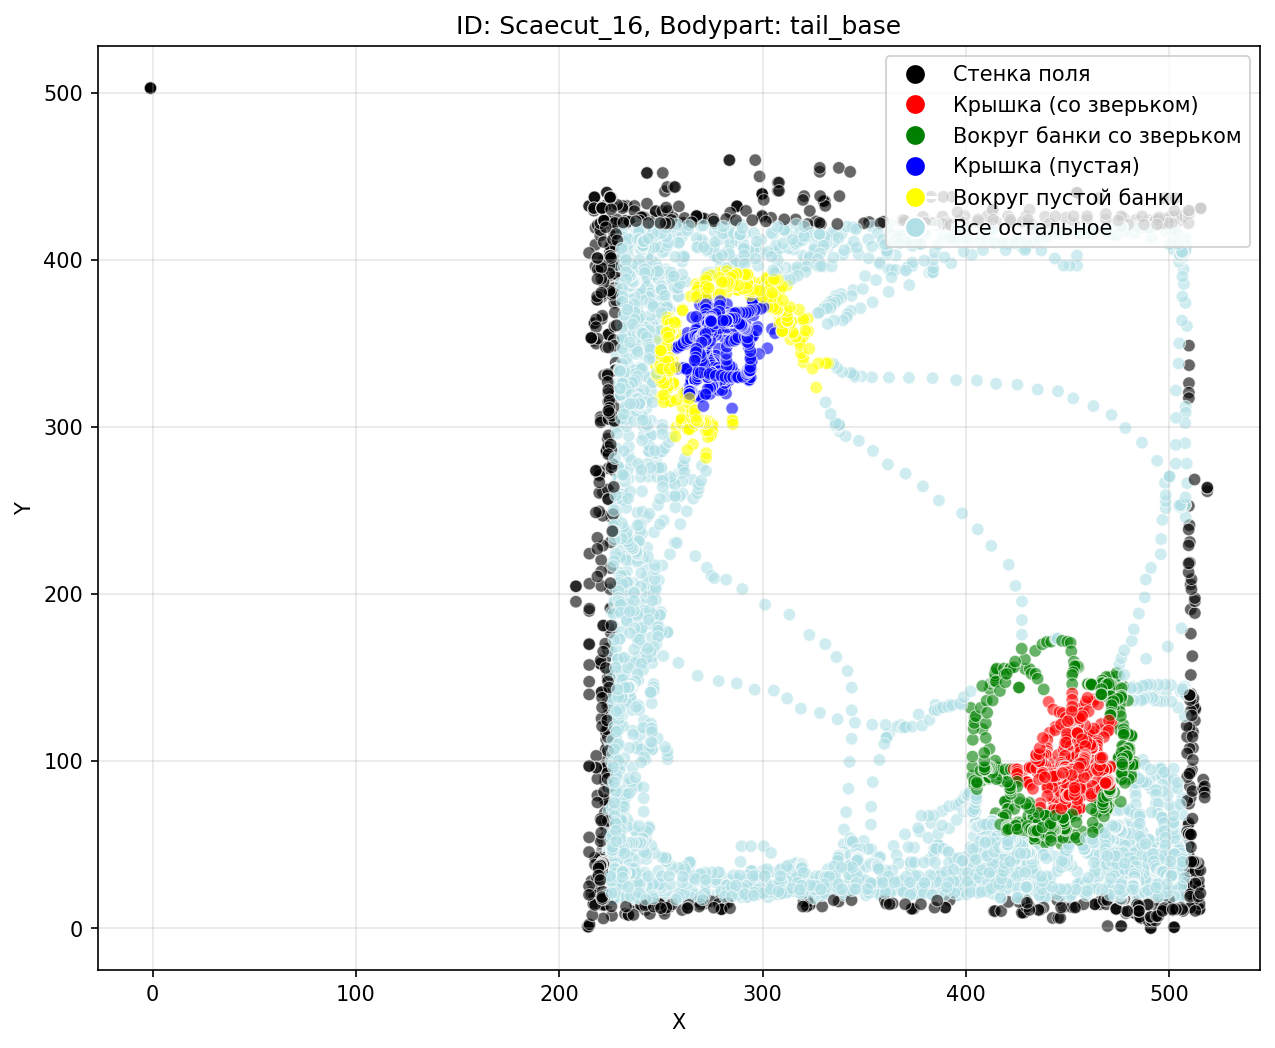 ID: Scaecut_16, Bodypart: tail_base
Стенка поля
Крышка (со зверьком)
Вокруг банки со зверьком
Крышка (пустая)
Вокруг пустой банки
Все остальное
500
400
300
200
100
0
Y
0 100 200 300 400 500
X